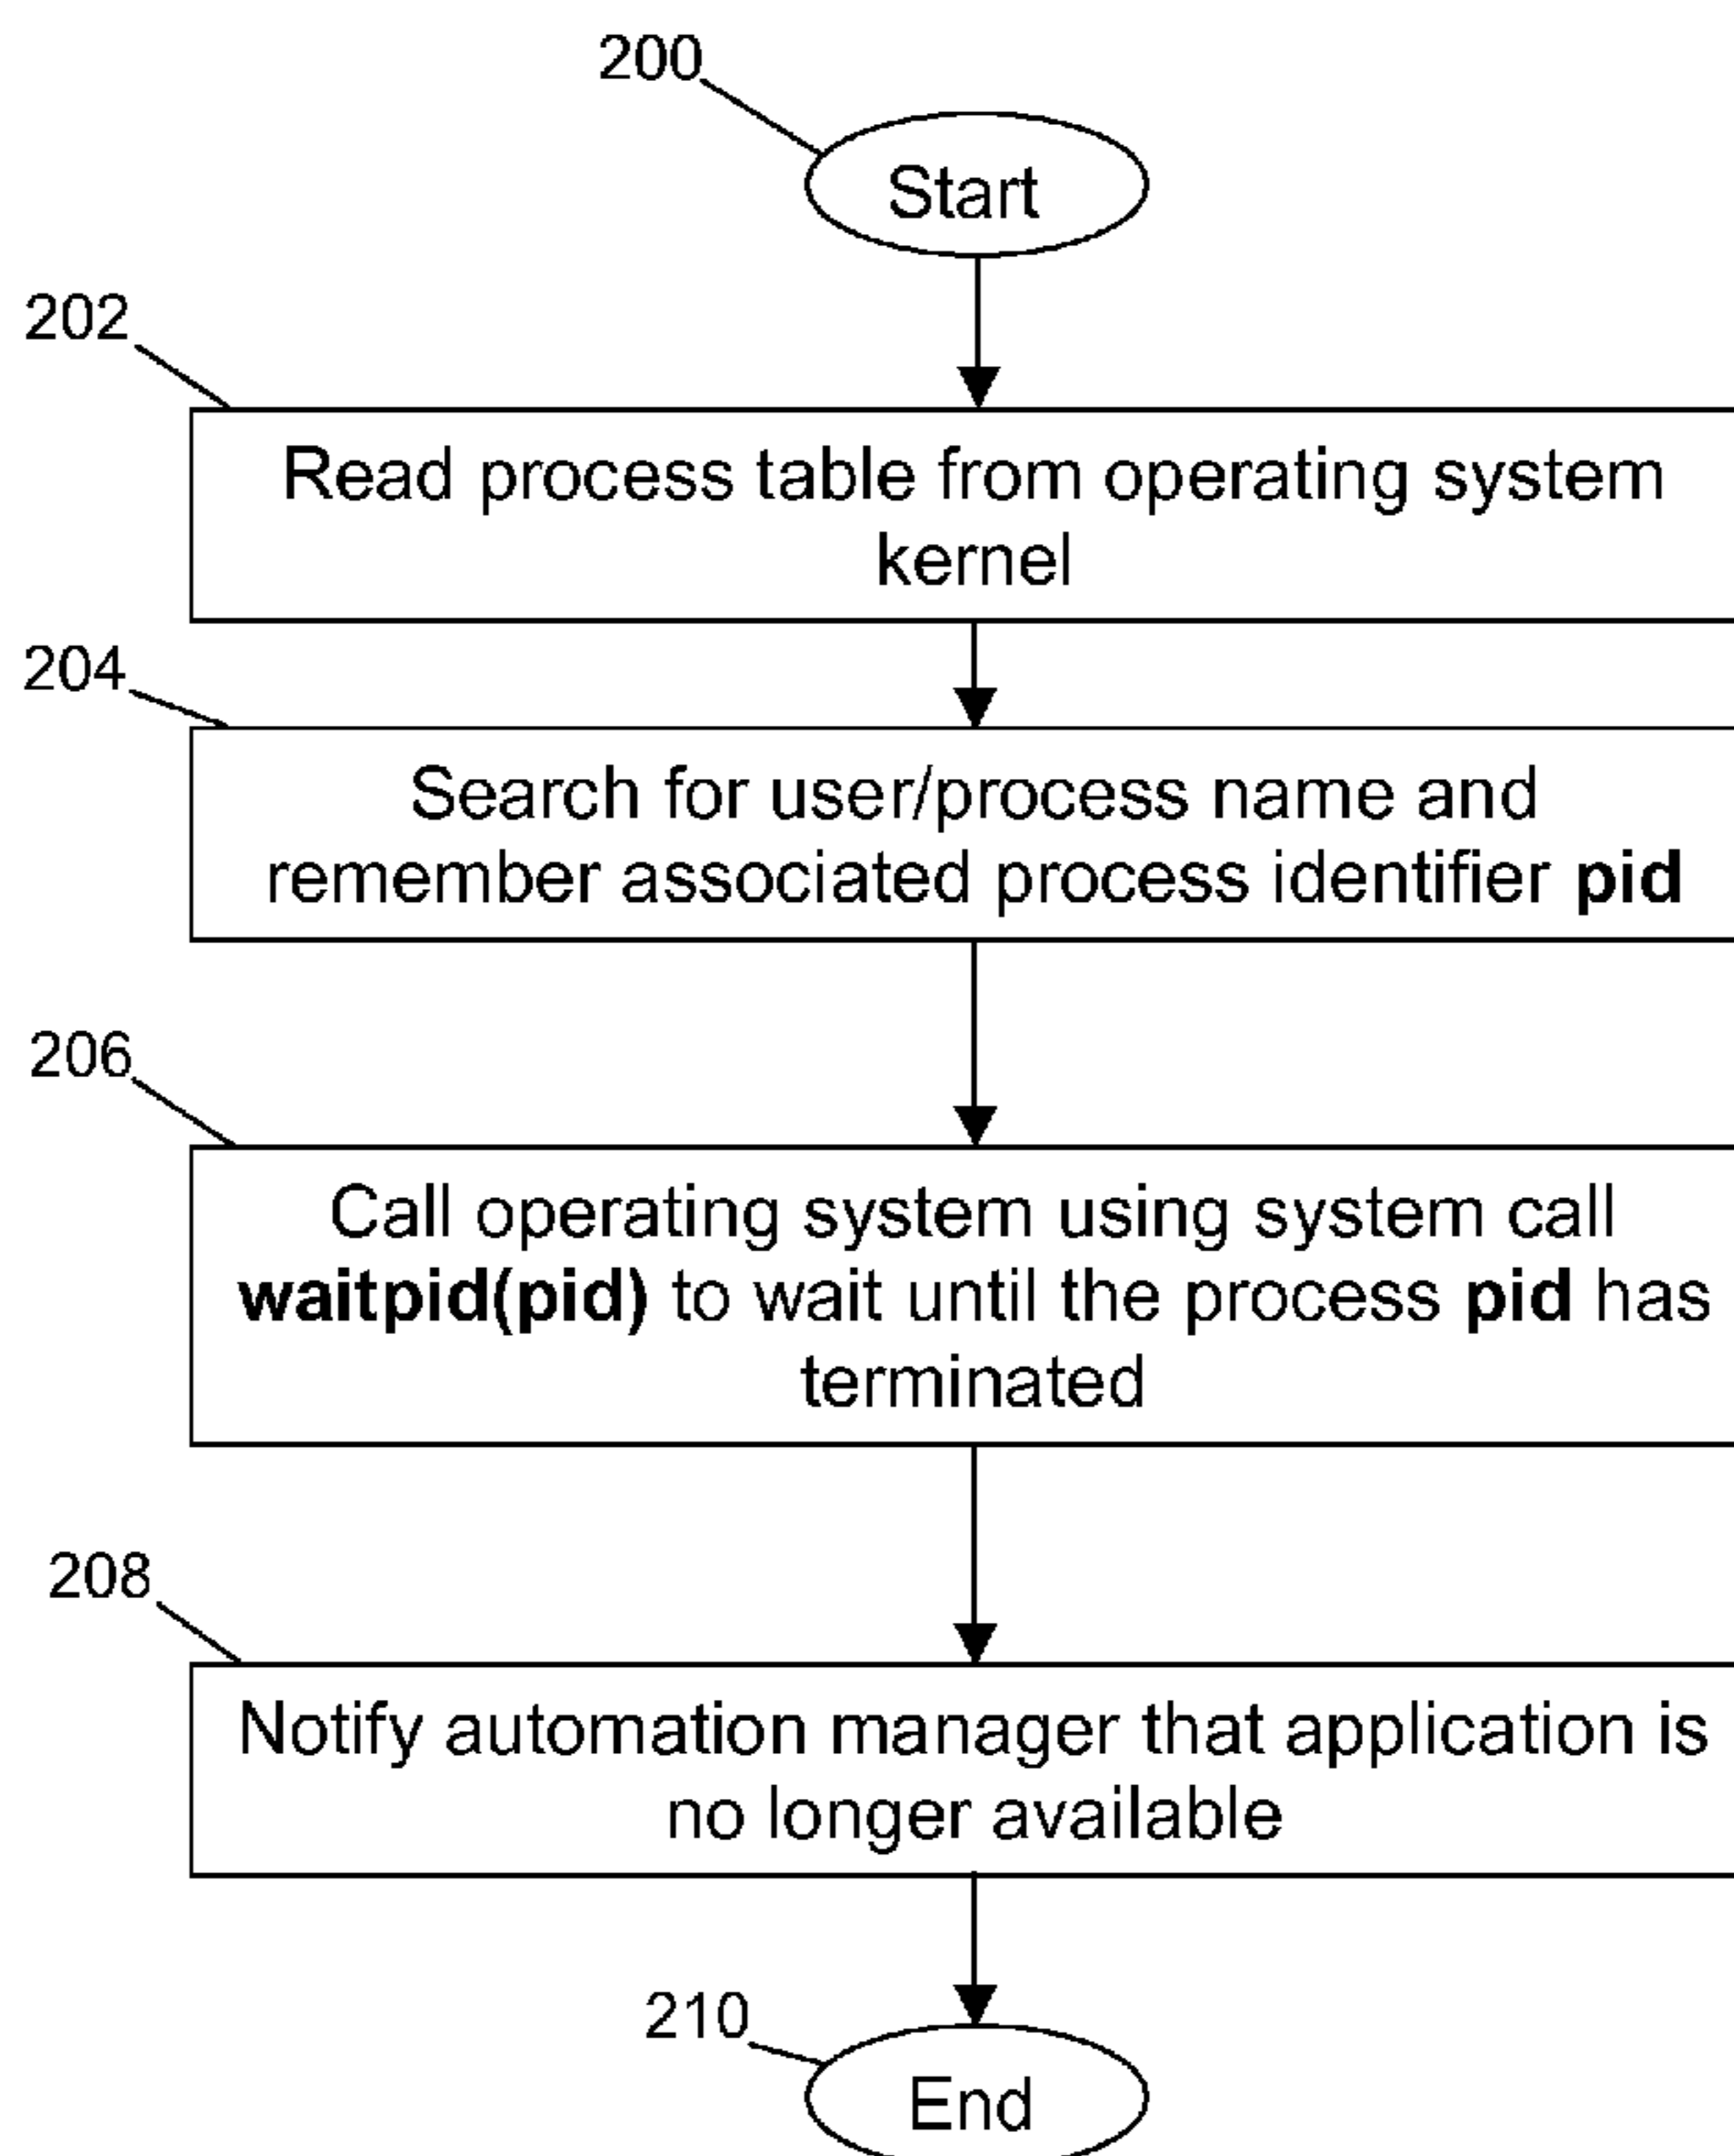 200
Start
202
Read process table from operating system
kernel
204
Search for user/process name and
remember associated process identifier pid
206
Call operating system using system call
waitpid(pid) to wait until the process pid has
terminated
208
Notify automation manager that application is
no longer available
210
End